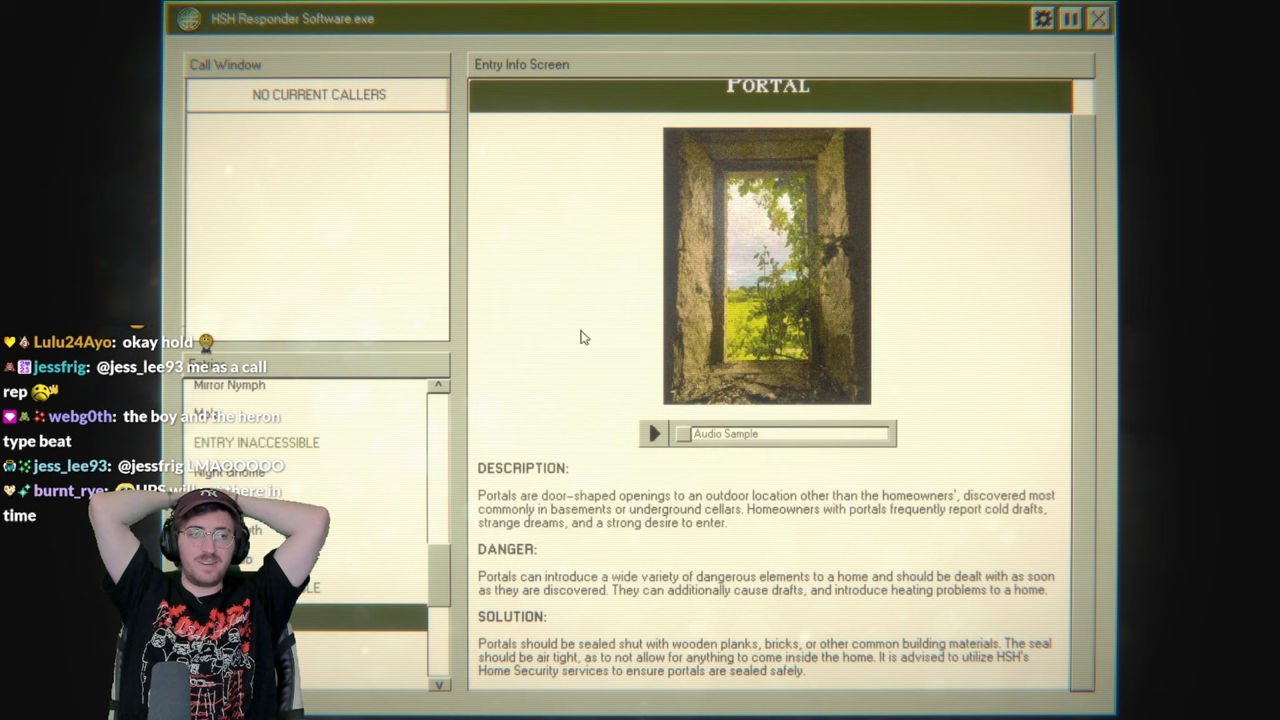 HSH Responder Software.exe
Call Window
NO CURRENT CALLERS
Mirror Nymph
ENTRY INACCESSIBLE
Night Gnome
Lulu24Ayo: okay hold
jessfrig: @jess_lee93 me as a call
rep
webg0th: the boy and the heron
type beat
jess_lee93: @jessfrig LMAOOOOO
burnt_rye: UPS will get there in
time
Entry Info Screen
PORTAL
Audio Sample
DESCRIPTION:
Portals are door-shaped openings to an outdoor location other than the homeowners', discovered most
commonly in basements or underground cellars. Homeowners with portals frequently report cold drafts,
strange dreams, and a strong desire to enter.
DANGER:
Portals can introduce a wide variety of dangerous elements to a home and should be dealt with as soon
as they are discovered. They can additionally cause drafts, and introduce heating problems to a home.
SOLUTION:
Portals should be sealed shut with wooden planks, bricks, or other common building materials. The seal
should be air tight, as to not allow for anything to come inside the home. It is advised to utilize HSH's
Home Security services to ensure portals are sealed safely.